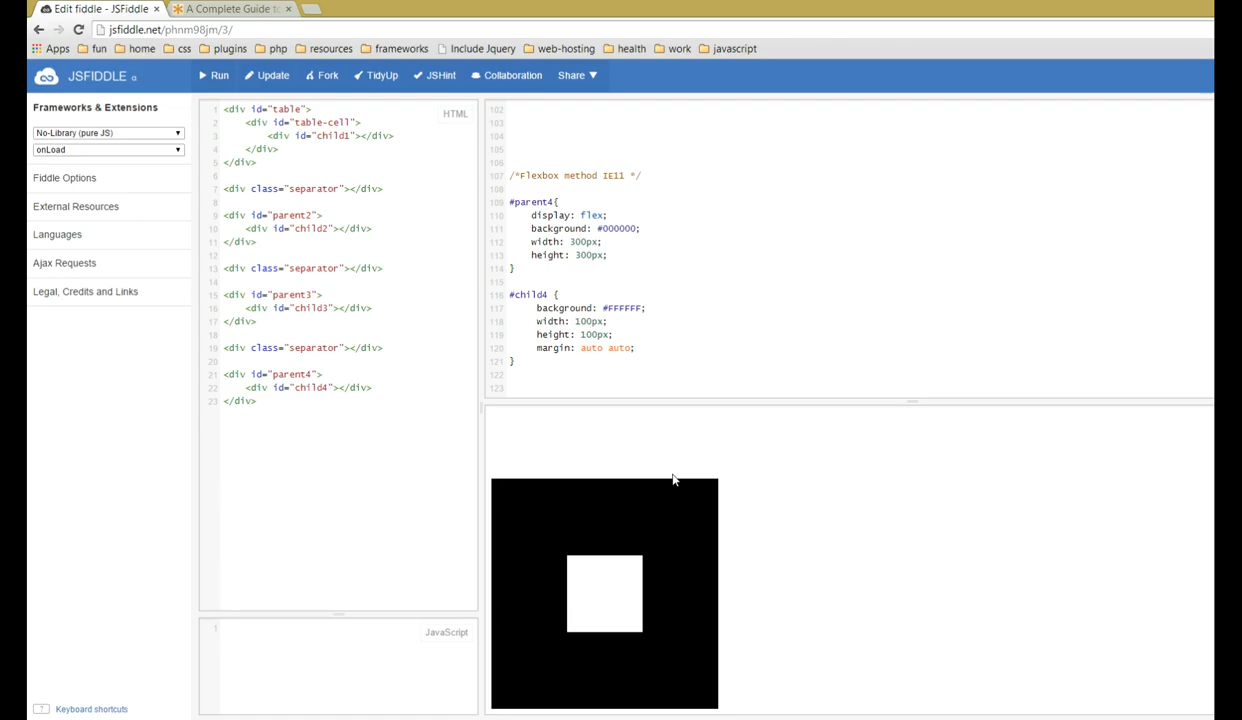 Edit fiddle - JSFiddle
A Complete Guide to
jsfiddle.net/phnm98jm/3/
Apps fun home css plugins php resources frameworks Include Jquery web-hosting health work javascript
JSFIDDLE α Run Update Fork TidyUp JSHint Collaboration Share
Frameworks & Extensions
No-Library (pure JS)
onLoad
Fiddle Options
External Resources
Languages
Ajax Requests
Legal, Credits and Links
? Keyboard shortcuts
HTML
1 <div id="table">
2 <div id="table-cell">
3 <div id="child1"></div>
4 </div>
5 </div>
6
7 <div class="separator"></div>
8
9 <div id="parent2">
10 <div id="child2"></div>
11 </div>
12
13 <div class="separator"></div>
14
15 <div id="parent3">
16 <div id="child3"></div>
17 </div>
18
19 <div class="separator"></div>
20
21 <div id="parent4">
22 <div id="child4"></div>
23 </div>
1
JavaScript
102
103
104
105
106
107 /*Flexbox method IE11 */
108
109 #parent4{
110 display: flex;
111 background: #000000;
112 width: 300px;
113 height: 300px;
114 }
115
116 #child4 {
117 background: #FFFFFF;
118 width: 100px;
119 height: 100px;
120 margin: auto auto;
121 }
122
123